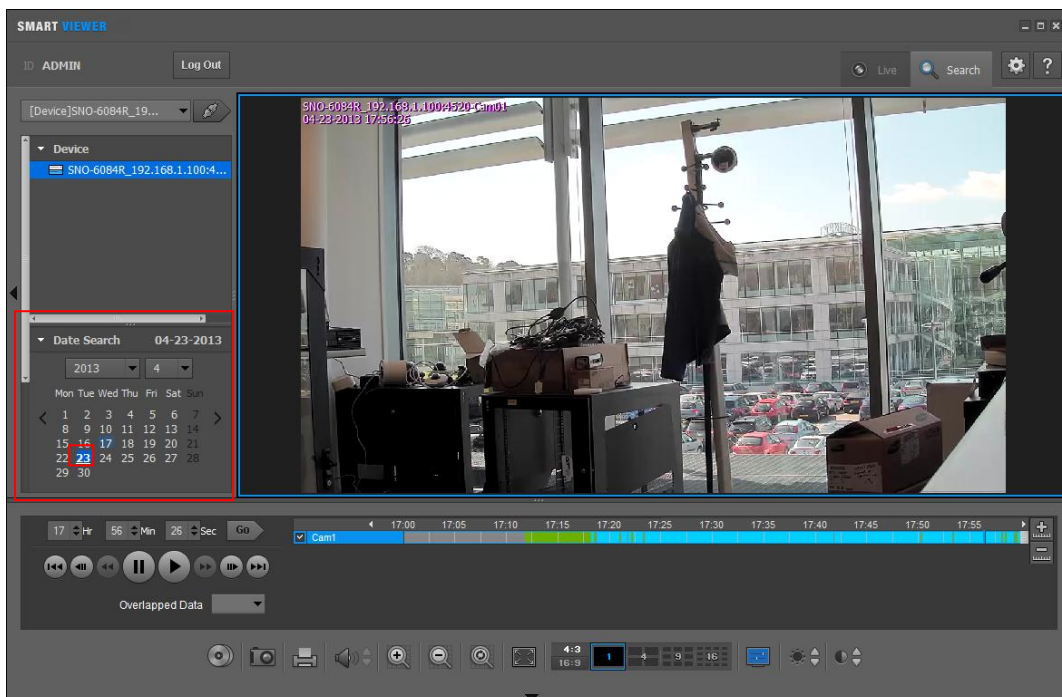 SMART VIEWER
ID ADMIN
Log Out
Live
Search
?
[Device]SNO-6084R_19...
Device
SNO-6084R_192.168.1.100:4...
SNO-6084R_192.168.1.100:4520-Cam01
04-23-2013 17:56:26
Date Search 04-23-2013
2013 4
Mon Tue Wed Thu Fri Sat Sun
1 2 3 4 5 6 7
8 9 10 11 12 13 14
15 16 17 18 19 20 21
22 23 24 25 26 27 28
29 30
17 Hr 56 Min 26 Sec Go
17:00 17:05 17:10 17:15 17:20 17:25 17:30 17:35 17:40 17:45 17:50 17:55
Cam1
Overlapped Data
4:3
16:9
1 4 9 16